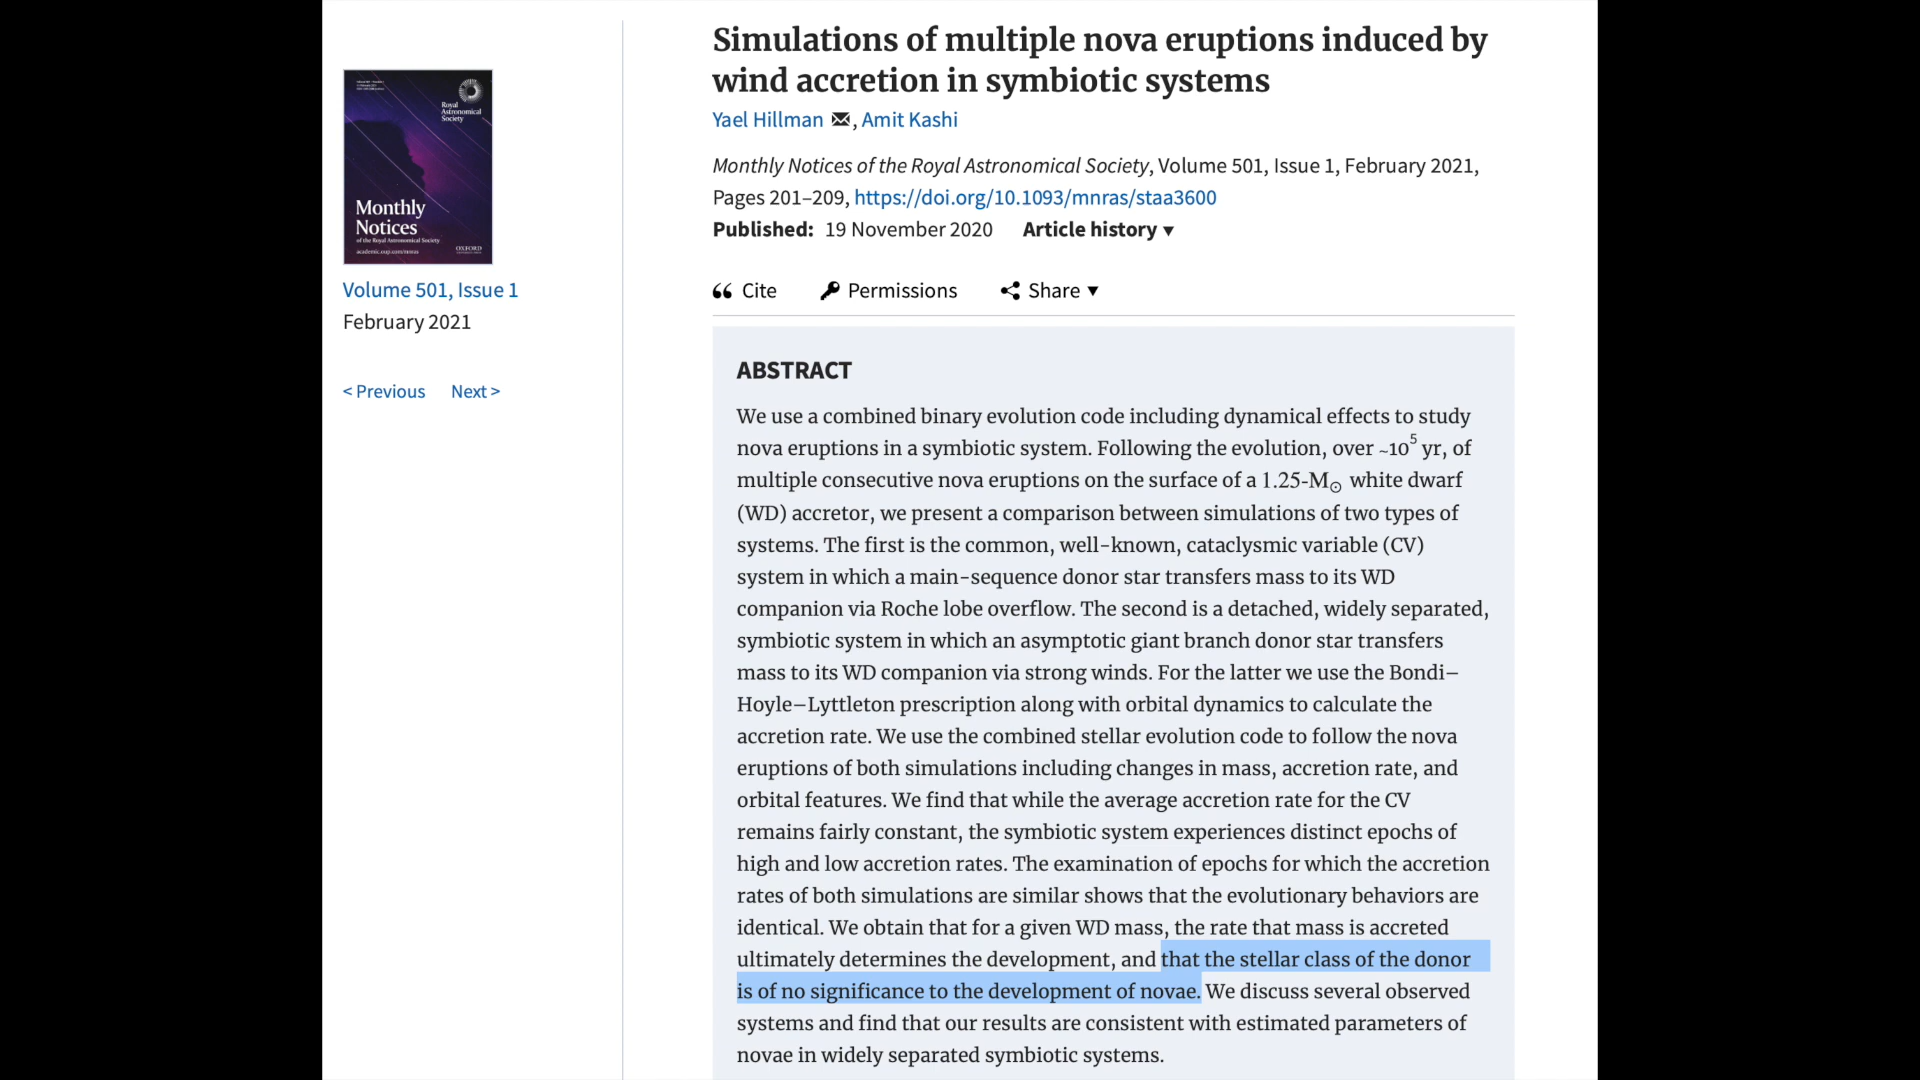 Simulations of multiple nova eruptions induced by
wind accretion in symbiotic systems
Yael Hillman , Amit Kashi
Monthly Notices of the Royal Astronomical Society, Volume 501, Issue 1, February 2021,
Pages 201–209, https://doi.org/10.1093/mnras/staa3600
Published: 19 November 2020 Article history ▼
Cite Permissions Share ▼
Royal
Astronomical
Society
Monthly
Notices
of the Royal Astronomical Society
academic.oup.com/mnras
OXFORD
Volume 501, Issue 1
February 2021
< Previous Next >
ABSTRACT
We use a combined binary evolution code including dynamical effects to study
nova eruptions in a symbiotic system. Following the evolution, over ~10⁵ yr, of
multiple consecutive nova eruptions on the surface of a 1.25-M⊙ white dwarf
(WD) accretor, we present a comparison between simulations of two types of
systems. The first is the common, well-known, cataclysmic variable (CV)
system in which a main-sequence donor star transfers mass to its WD
companion via Roche lobe overflow. The second is a detached, widely separated,
symbiotic system in which an asymptotic giant branch donor star transfers
mass to its WD companion via strong winds. For the latter we use the Bondi–
Hoyle–Lyttleton prescription along with orbital dynamics to calculate the
accretion rate. We use the combined stellar evolution code to follow the nova
eruptions of both simulations including changes in mass, accretion rate, and
orbital features. We find that while the average accretion rate for the CV
remains fairly constant, the symbiotic system experiences distinct epochs of
high and low accretion rates. The examination of epochs for which the accretion
rates of both simulations are similar shows that the evolutionary behaviors are
identical. We obtain that for a given WD mass, the rate that mass is accreted
ultimately determines the development, and that the stellar class of the donor
is of no significance to the development of novae. We discuss several observed
systems and find that our results are consistent with estimated parameters of
novae in widely separated symbiotic systems.